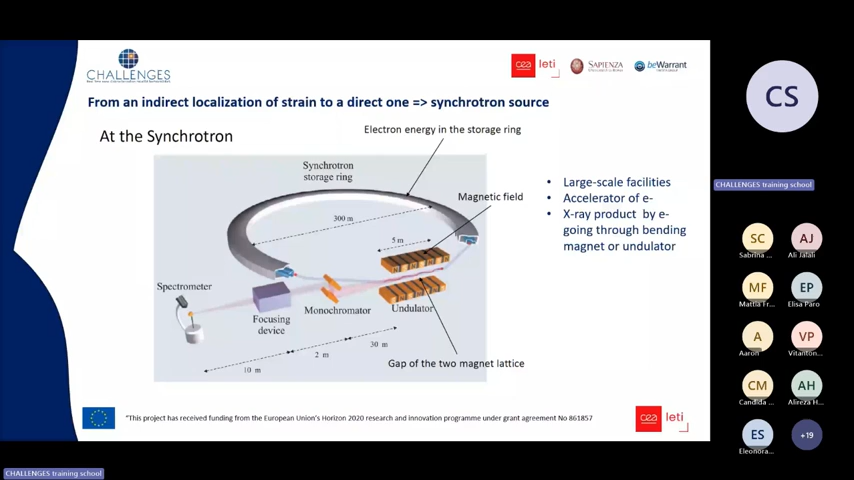 CHALLENGES
cea leti
SAPIENZA
beWarrant
From an indirect localization of strain to a direct one => synchrotron source
At the Synchrotron
Electron energy in the storage ring
Synchrotron
storage ring
Magnetic field
300 m
5 m
Spectrometer
Focusing
device
Monochromator
Undulator
30 m
2 m
10 m
Gap of the two magnet lattice
• Large-scale facilities
• Accelerator of e-
• X-ray product by e-
going through bending
magnet or undulator
"This project has received funding from the European Union's Horizon 2020 research and innovation programme under grant agreement No 861857
cea leti
CHALLENGES training school
CS
CHALLENGES training school
SC
Sabrina ...
AJ
Ali Jalali
MF
Mattia Fr...
EP
Elisa Paro
A
Aaron
VP
Vitanton...
CM
Candida ...
AH
Alireza H...
ES
Eleonora...
+19